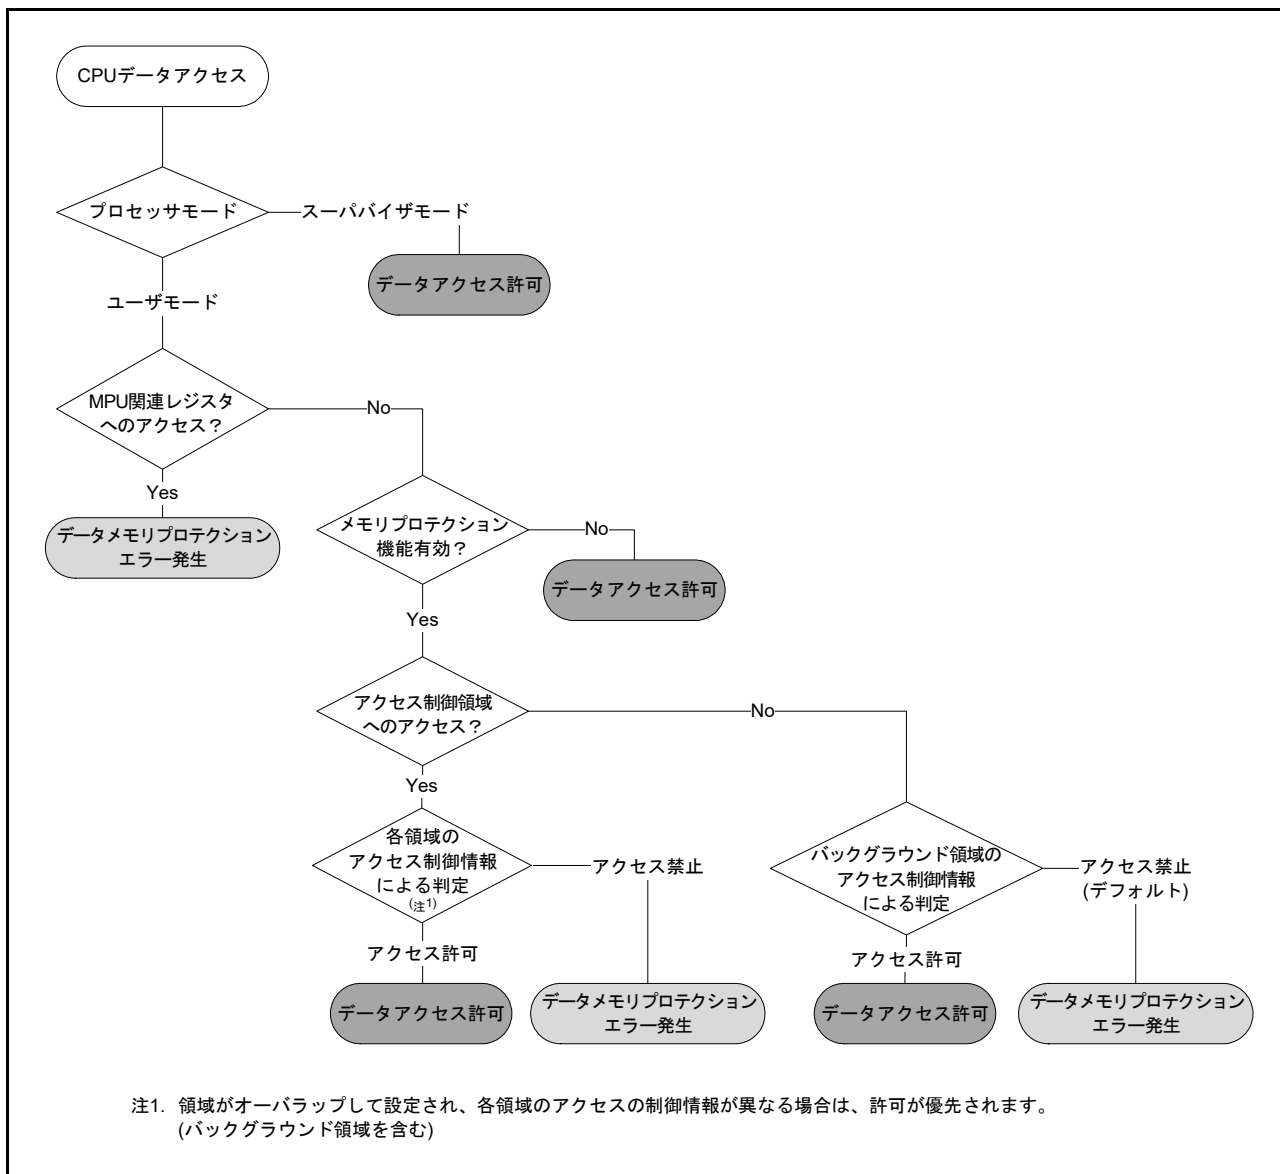 CPUデータアクセス
プロセッサモード
スーパバイザモード
データアクセス許可
ユーザモード
MPU関連レジスタ
へのアクセス？
No
Yes
データメモリプロテクション
エラー発生
メモリプロテクション
機能有効？
No
データアクセス許可
Yes
アクセス制御領域
へのアクセス？
No
Yes
各領域の
アクセス制御情報
による判定
(注1)
アクセス禁止
アクセス許可
データアクセス許可
データメモリプロテクション
エラー発生
バックグラウンド領域の
アクセス制御情報
による判定
アクセス禁止
(デフォルト)
アクセス許可
データアクセス許可
データメモリプロテクション
エラー発生
注1. 領域がオーバラップして設定され、各領域のアクセスの制御情報が異なる場合は、許可が優先されます。
(バックグラウンド領域を含む)